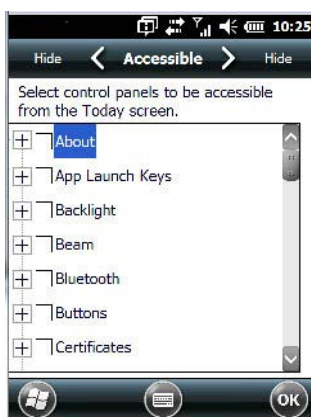 10:25
Hide Accessible Hide
Select control panels to be accessible
from the Today screen.
About
App Launch Keys
Backlight
Beam
Bluetooth
Buttons
Certificates
OK